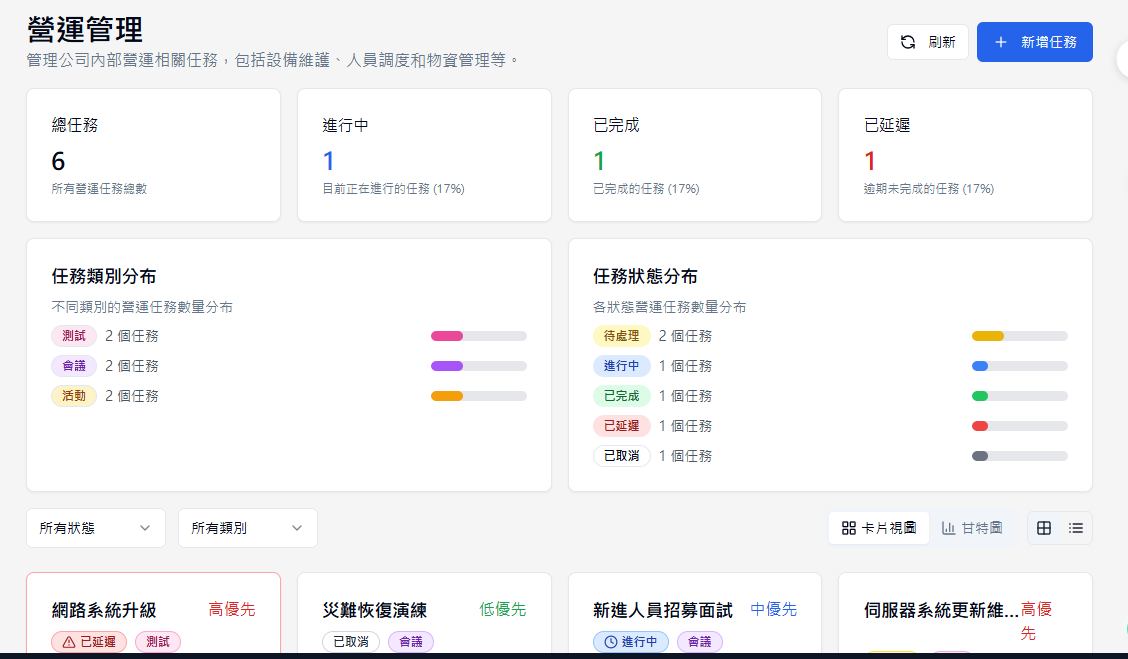 營運管理
管理公司內部營運相關任務，包括設備維護、人員調度和物資管理等。
刷新
新增任務
總任務
6
所有營運任務總數
進行中
1
目前正在進行的任務 (17%)
已完成
1
已完成的任務 (17%)
已延遲
1
逾期未完成的任務 (17%)
任務類別分布
不同類別的營運任務數量分布
測試 2 個任務
會議 2 個任務
活動 2 個任務
任務狀態分布
各狀態營運任務數量分布
待處理 2 個任務
進行中 1 個任務
已完成 1 個任務
已延遲 1 個任務
已取消 1 個任務
所有狀態
所有類別
卡片視圖
甘特圖
網路系統升級 高優先
已延遲 測試
災難恢復演練 低優先
已取消 會議
新進人員招募面試 中優先
進行中 會議
伺服器系統更新維... 高優
先